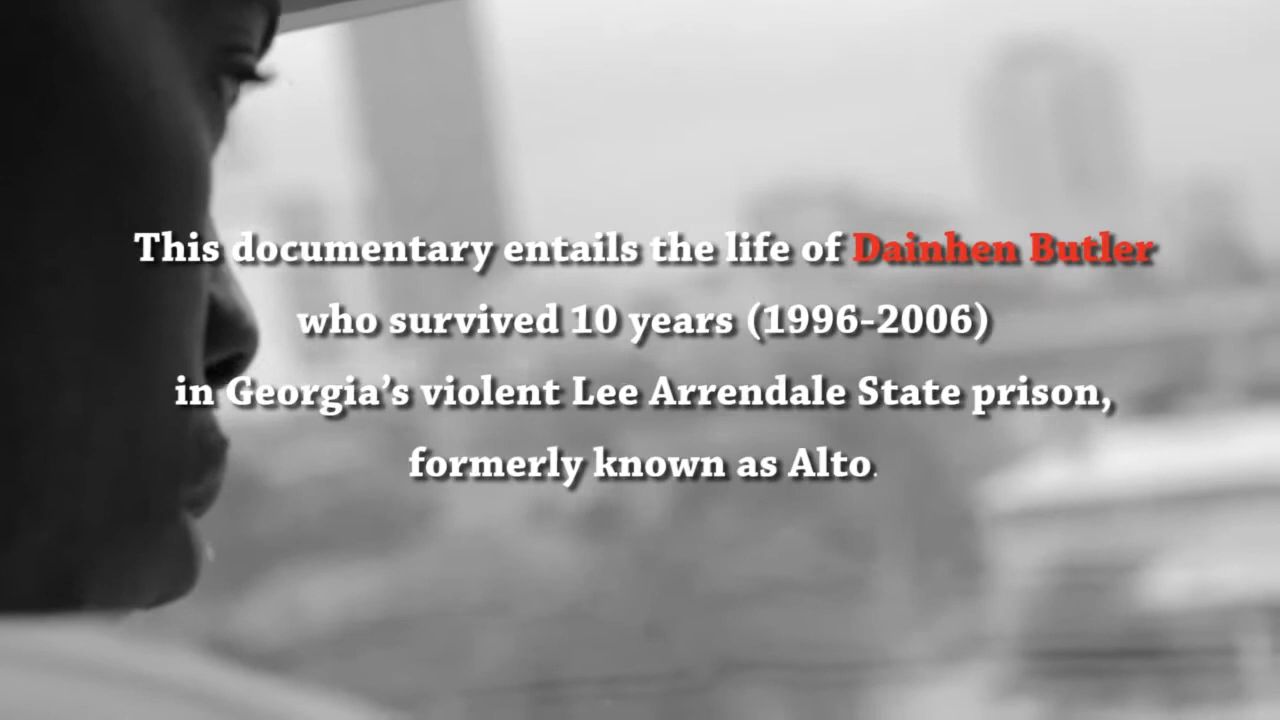 This documentary entails the life of Dainhen Butler
who survived 10 years (1996-2006)
in Georgia’s violent Lee Arrendale State prison,
formerly known as Alto.